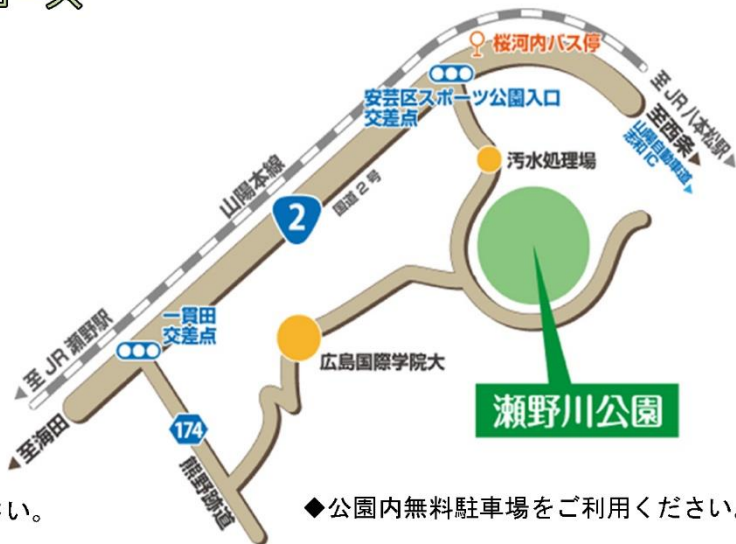 桜河内バス停
安芸区スポーツ公園入口
交差点
至JR八本松駅
至西条
山陽自動車道
志和IC
汚水処理場
山陽本線
2
国道2号
一貫田
交差点
至JR瀬野駅
広島国際学院大
瀬野川公園
174
至海田
熊野跡道
さい。
◆公園内無料駐車場をご利用ください。